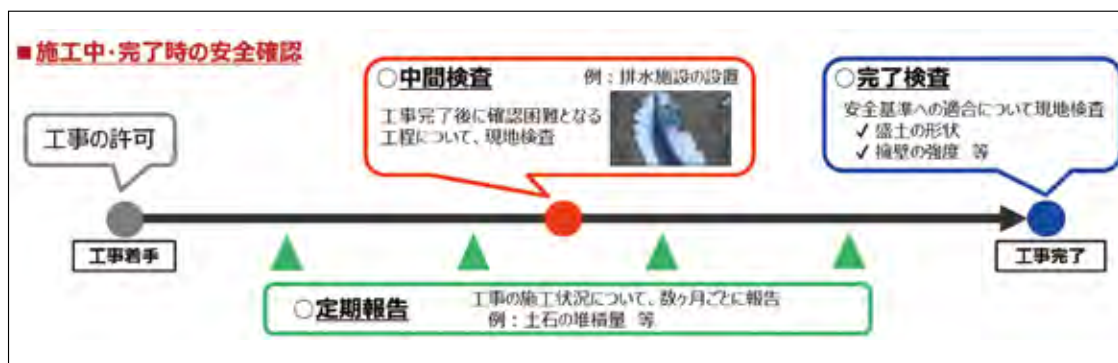 ■施工中・完了時の安全確認
工事の許可
○中間検査
例：排水施設の設置
工事完了後に確認困難となる
工程について、現地検査
○完了検査
安全基準への適合について現地検査
✓ 盛土の形状
✓ 擁壁の強度 等
工事着手
工事完了
○定期報告
工事の施工状況について、数ヶ月ごとに報告
例：土石の堆積量 等